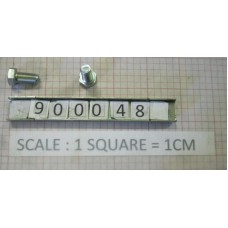 900048
SCALE : 1 SQUARE = 1CM